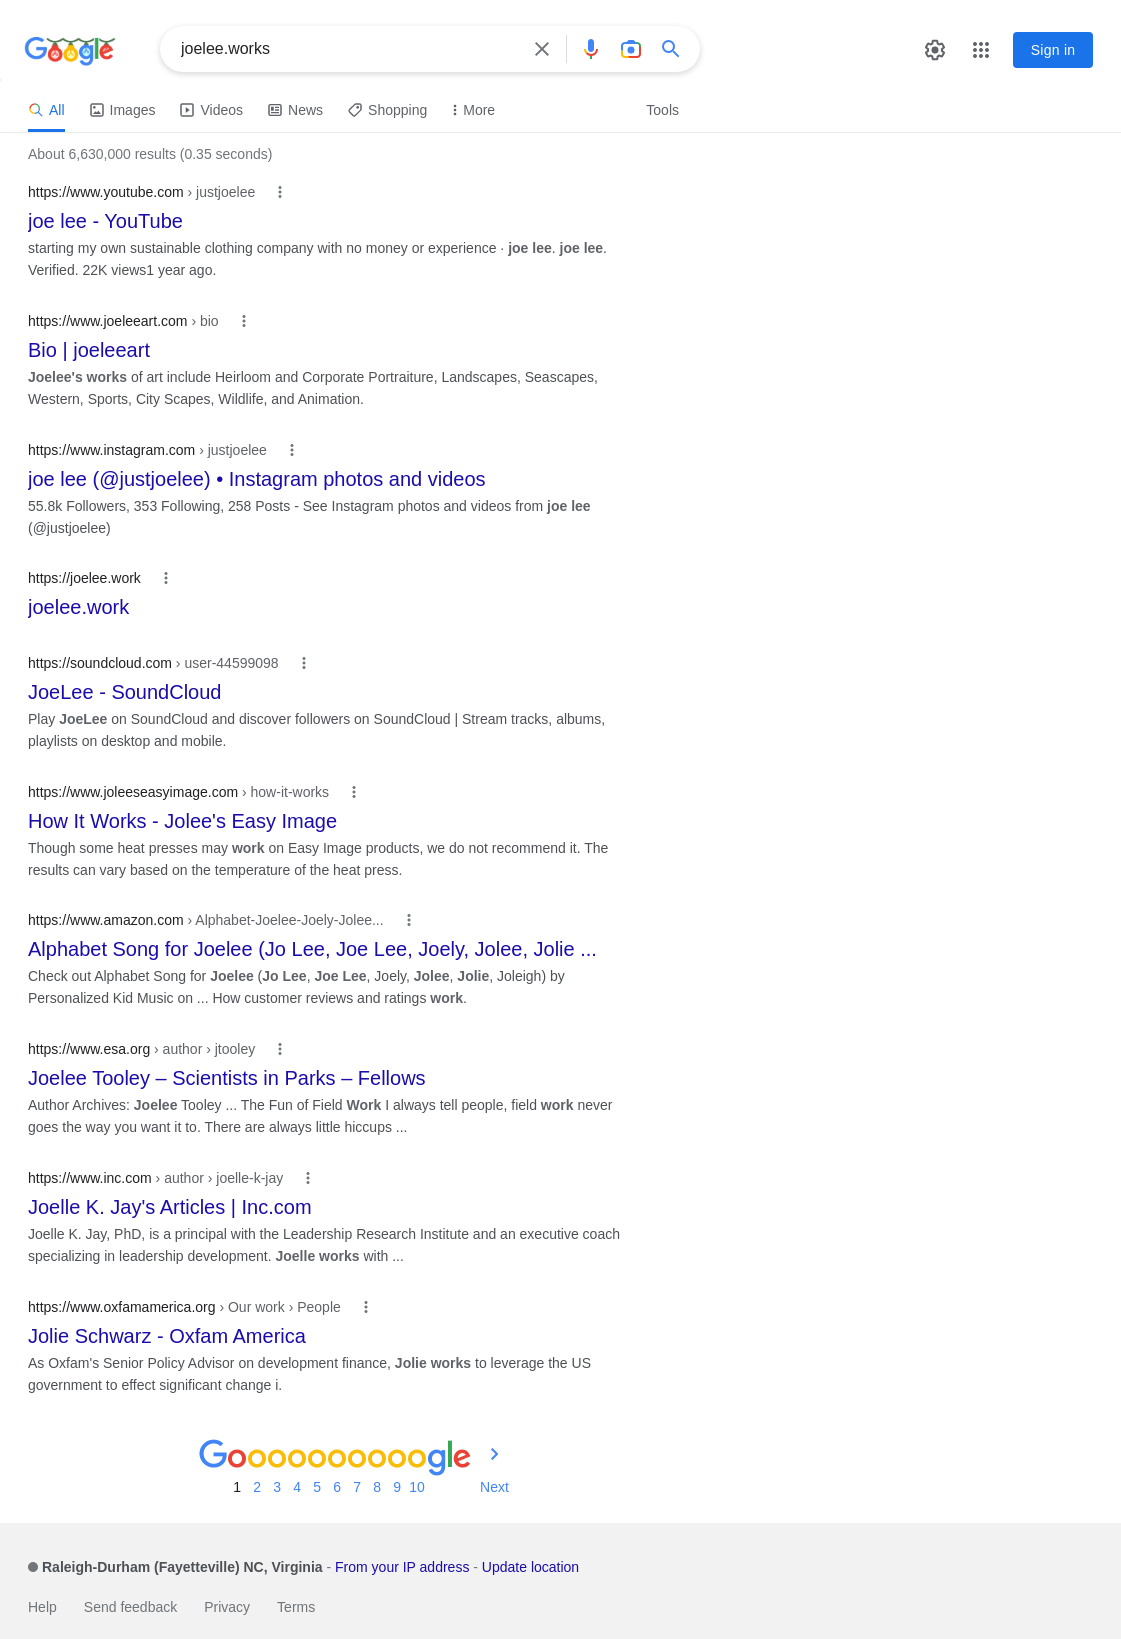 Google
joelee.works
Sign in
All Images Videos News Shopping More Tools
About 6,630,000 results (0.35 seconds)
https://www.youtube.com › justjoelee
joe lee - YouTube
starting my own sustainable clothing company with no money or experience · joe lee. joe lee.
Verified. 22K views1 year ago.
https://www.joeleeart.com › bio
Bio | joeleeart
Joelee's works of art include Heirloom and Corporate Portraiture, Landscapes, Seascapes,
Western, Sports, City Scapes, Wildlife, and Animation.
https://www.instagram.com › justjoelee
joe lee (@justjoelee) • Instagram photos and videos
55.8k Followers, 353 Following, 258 Posts - See Instagram photos and videos from joe lee
(@justjoelee)
https://joelee.work
joelee.work
https://soundcloud.com › user-44599098
JoeLee - SoundCloud
Play JoeLee on SoundCloud and discover followers on SoundCloud | Stream tracks, albums,
playlists on desktop and mobile.
https://www.joleeseasyimage.com › how-it-works
How It Works - Jolee's Easy Image
Though some heat presses may work on Easy Image products, we do not recommend it. The
results can vary based on the temperature of the heat press.
https://www.amazon.com › Alphabet-Joelee-Joely-Jolee...
Alphabet Song for Joelee (Jo Lee, Joe Lee, Joely, Jolee, Jolie ...
Check out Alphabet Song for Joelee (Jo Lee, Joe Lee, Joely, Jolee, Jolie, Joleigh) by
Personalized Kid Music on ... How customer reviews and ratings work.
https://www.esa.org › author › jtooley
Joelee Tooley – Scientists in Parks – Fellows
Author Archives: Joelee Tooley ... The Fun of Field Work I always tell people, field work never
goes the way you want it to. There are always little hiccups ...
https://www.inc.com › author › joelle-k-jay
Joelle K. Jay's Articles | Inc.com
Joelle K. Jay, PhD, is a principal with the Leadership Research Institute and an executive coach
specializing in leadership development. Joelle works with ...
https://www.oxfamamerica.org › Our work › People
Jolie Schwarz - Oxfam America
As Oxfam's Senior Policy Advisor on development finance, Jolie works to leverage the US
government to effect significant change i.
Goooooooooogle
1 2 3 4 5 6 7 8 9 10 Next
Raleigh-Durham (Fayetteville) NC, Virginia - From your IP address - Update location
Help Send feedback Privacy Terms